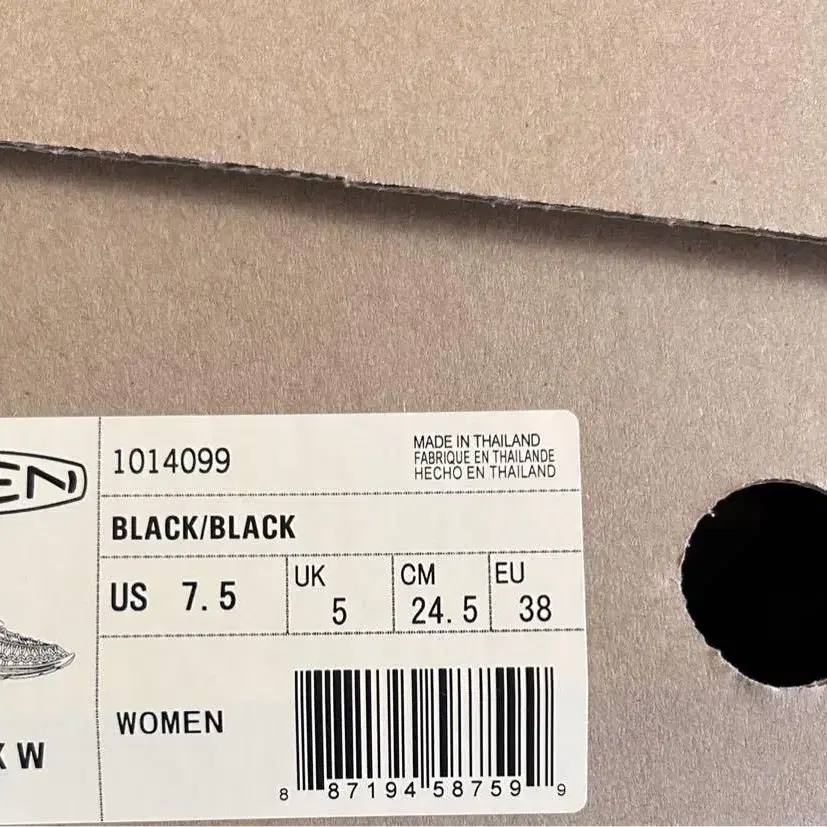 EN
1014099
MADE IN THAILAND
FABRIQUE EN THAILANDE
HECHO EN THAILAND
BLACK/BLACK
US 7.5
UK 5
CM 24.5
EU 38
WOMEN
W
8 87194 58759 9